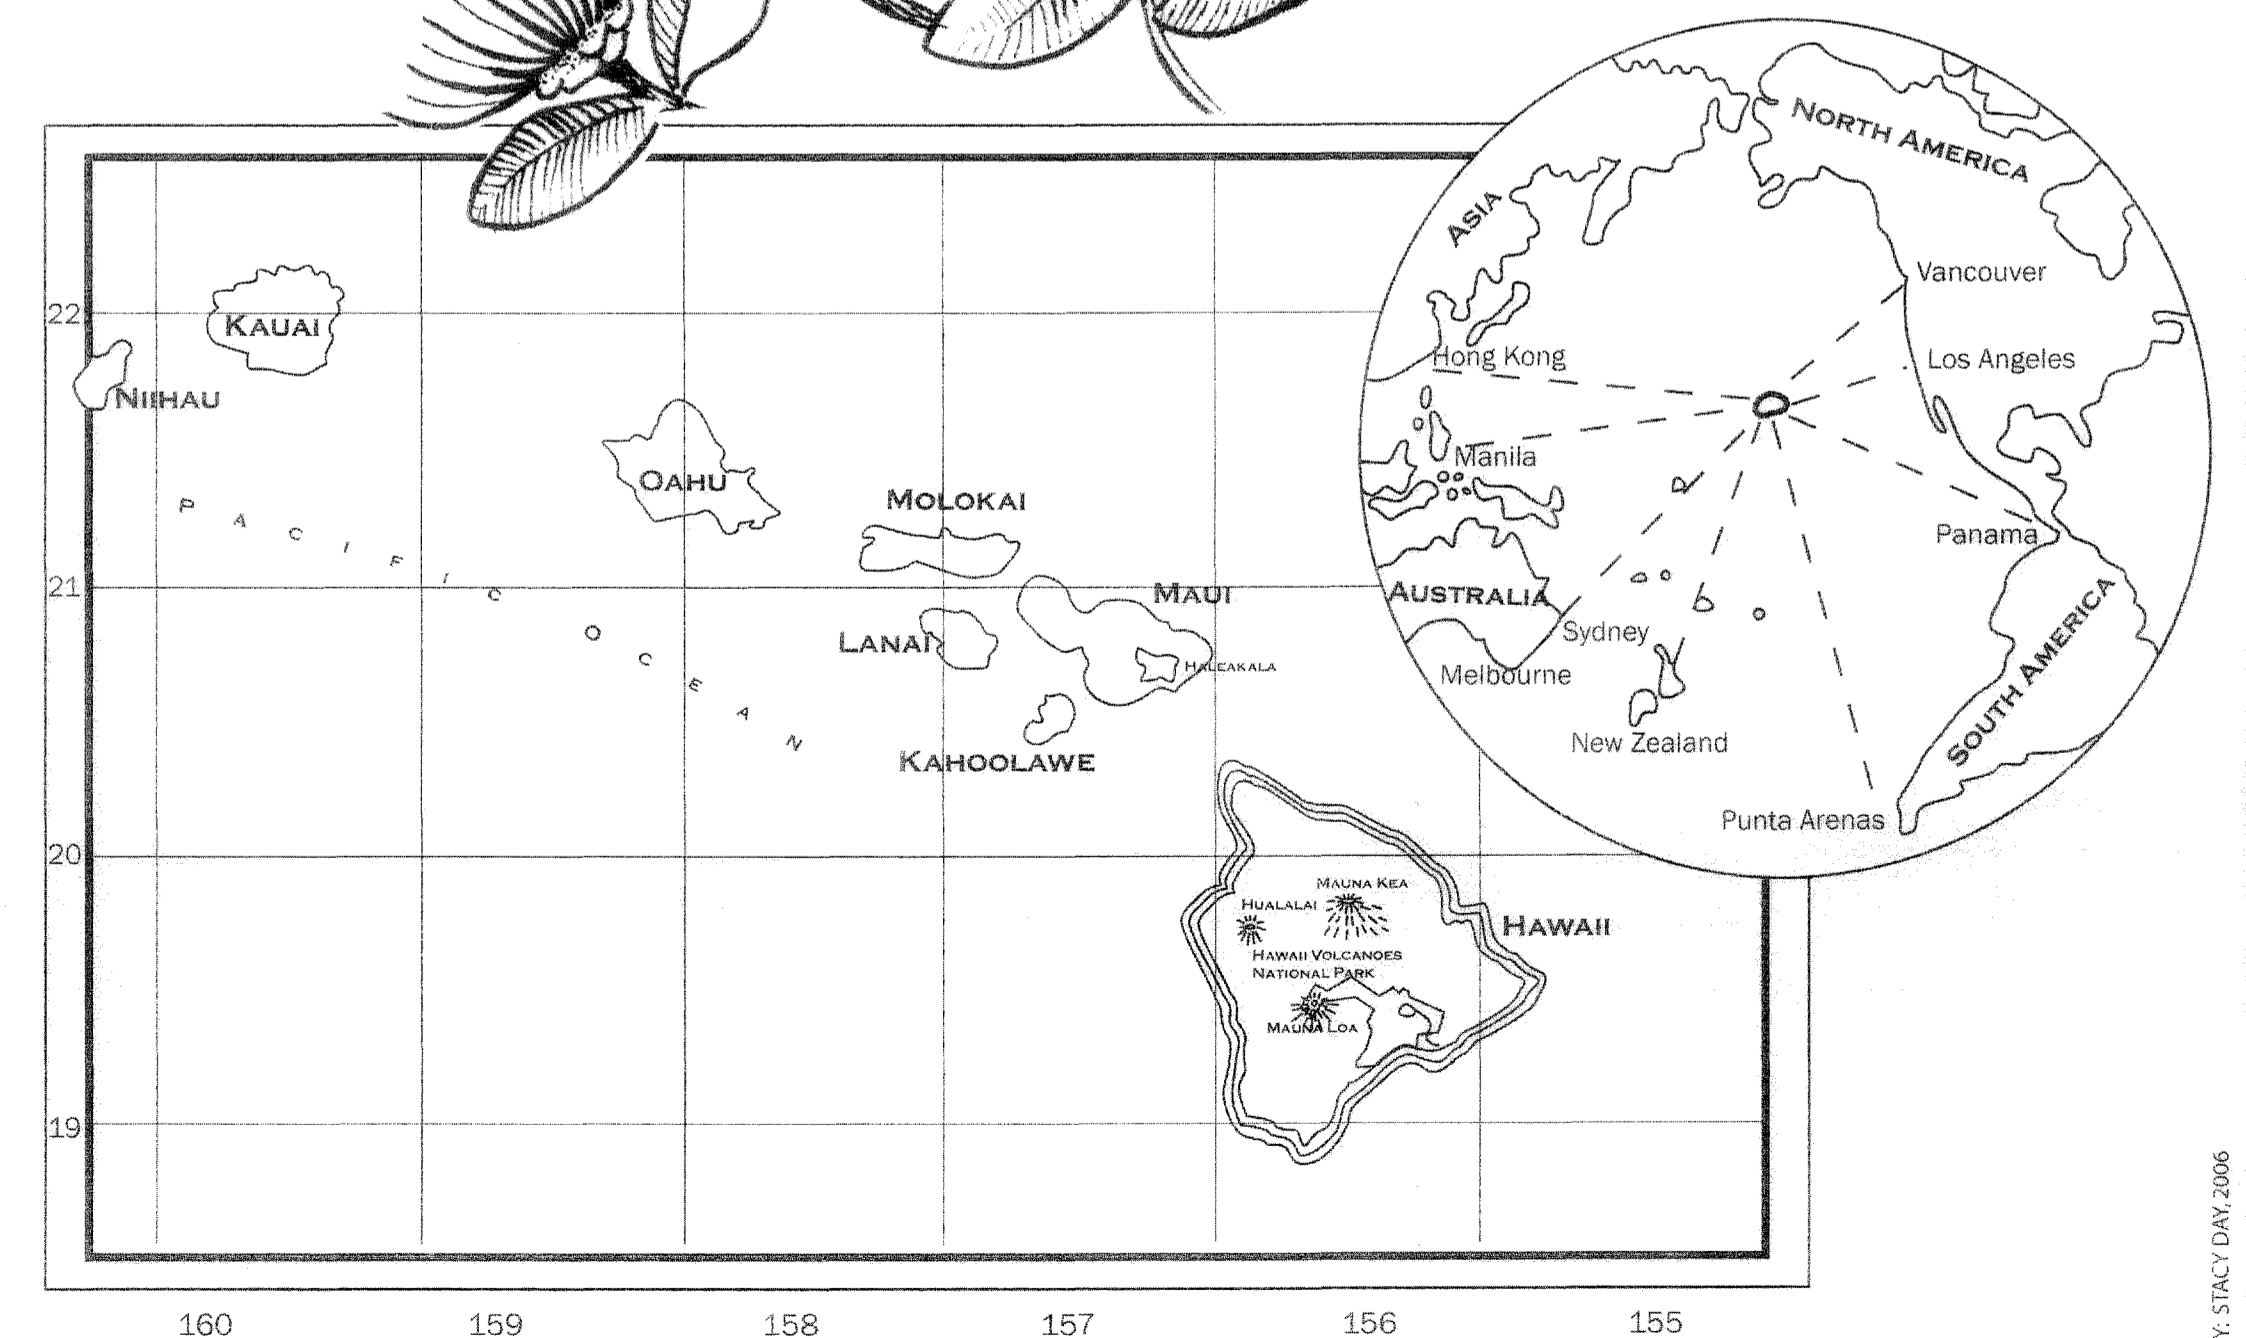 NORTH AMERICA
ASIA
Vancouver
Los Angeles
Hong Kong
Manila
Panama
AUSTRALIA
Sydney
Melbourne
SOUTH AMERICA
New Zealand
Punta Arenas
22
KAUAI
NIIHAU
OAHU
MOLOKAI
PACIFIC
OCEAN
21
MAUI
LANAI
HALEAKALA
KAHOOLAWE
20
MAUNA KEA
HUALALAI
HAWAII
HAWAII VOLCANOES
NATIONAL PARK
MAUNA LOA
19
160 159 158 157 156 155
Y: STACY DAY, 2006